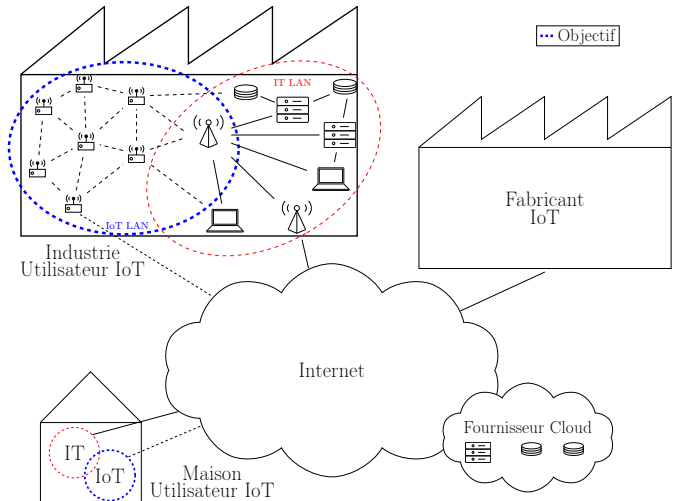 Objectif
IT LAN
IoT LAN
Industrie
Utilisateur IoT
Fabricant
IoT
Internet
Fournisseur Cloud
IT
IoT
Maison
Utilisateur IoT